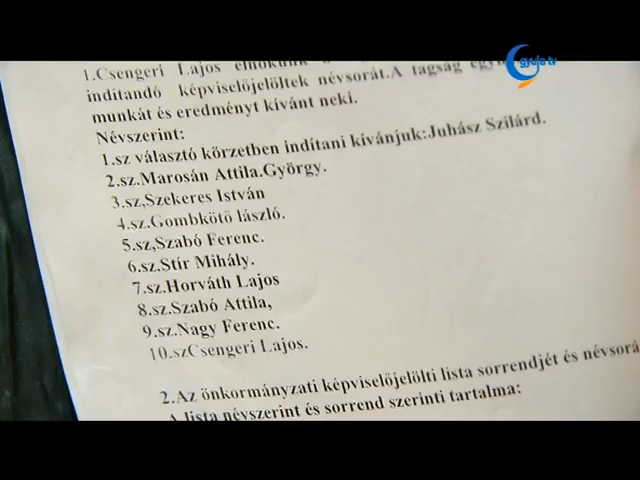 gyula tv
1.Csengeri Lajos elnökünk a
indítandó képviselőjelöltek névsorát.A tagság
munkát és eredményt kívánt neki.
Névszerint:
1.sz választó körzetben indítani kívánjuk:Juhász Szilárd.
2.sz.Marosán Attila.György.
3.sz,Szekeres István
4.sz.Gombkötő lászló.
5.sz,Szabó Ferenc.
6.sz.Stír Mihály.
7.sz.Horváth Lajos
8.sz.Szabó Attila,
9.sz.Nagy Ferenc.
10.szCsengeri Lajos.
2.Az önkormányzati képviselőjelölti lista sorrendjét és névsorá
A lista névszerint és sorrend szerinti tartalma: